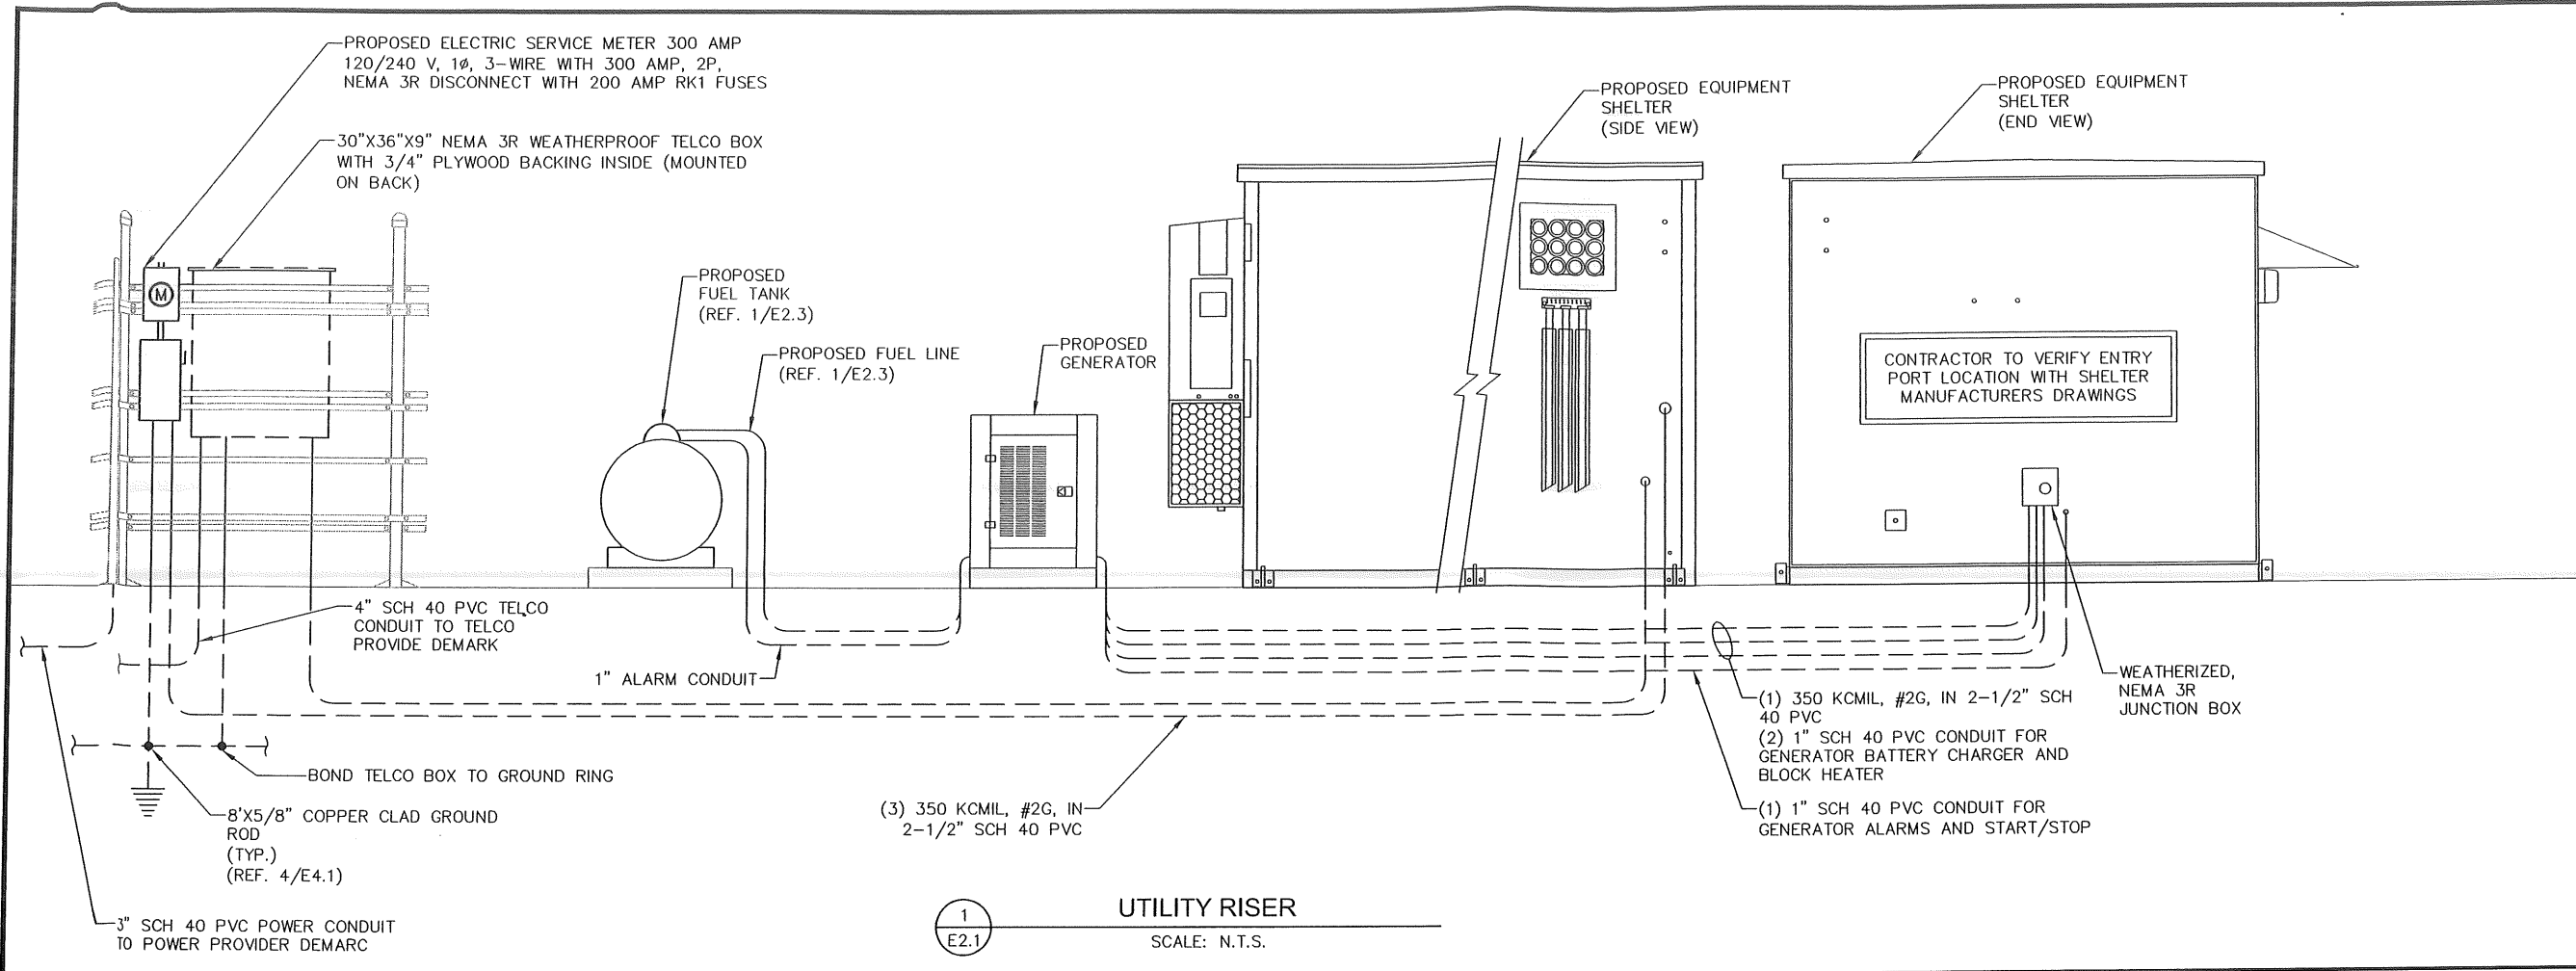 PROPOSED ELECTRIC SERVICE METER 300 AMP
120/240 V, 1ø, 3-WIRE WITH 300 AMP, 2P,
NEMA 3R DISCONNECT WITH 200 AMP RK1 FUSES
30"X36"X9" NEMA 3R WEATHERPROOF TELCO BOX
WITH 3/4" PLYWOOD BACKING INSIDE (MOUNTED
ON BACK)
PROPOSED EQUIPMENT
SHELTER
(SIDE VIEW)
PROPOSED EQUIPMENT
SHELTER
(END VIEW)
M
PROPOSED
FUEL TANK
(REF. 1/E2.3)
PROPOSED FUEL LINE
(REF. 1/E2.3)
PROPOSED
GENERATOR
CONTRACTOR TO VERIFY ENTRY
PORT LOCATION WITH SHELTER
MANUFACTURERS DRAWINGS
4" SCH 40 PVC TELCO
CONDUIT TO TELCO
PROVIDE DEMARK
1" ALARM CONDUIT
WEATHERIZED,
NEMA 3R
JUNCTION BOX
(1) 350 KCMIL, #2G, IN 2-1/2" SCH
40 PVC
(2) 1" SCH 40 PVC CONDUIT FOR
GENERATOR BATTERY CHARGER AND
BLOCK HEATER
(1) 1" SCH 40 PVC CONDUIT FOR
GENERATOR ALARMS AND START/STOP
BOND TELCO BOX TO GROUND RING
8'X5/8" COPPER CLAD GROUND
ROD
(TYP.)
(REF. 4/E4.1)
(3) 350 KCMIL, #2G, IN
2-1/2" SCH 40 PVC
3" SCH 40 PVC POWER CONDUIT
TO POWER PROVIDER DEMARC
1
E2.1
UTILITY RISER
SCALE: N.T.S.